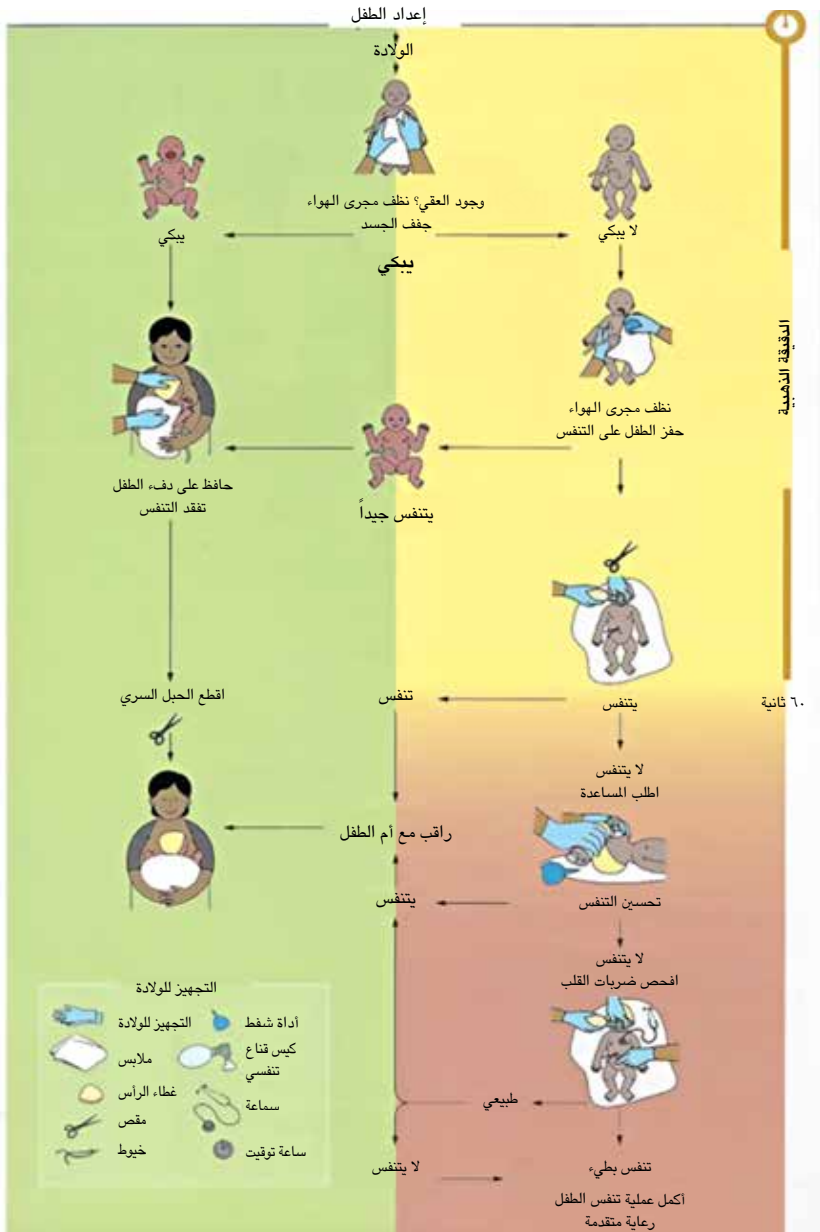 إعداد الطفل
الولادة
وجود العقي؟ نظف مجرى الهواء
جفف الجسد
لا يبكي
يبكي
يبكي
الدقيقة الذهبية
نظف مجرى الهواء
حفز الطفل على التنفس
يتنفس جيداً
حافظ على دفء الطفل
تفقد التنفس
٦٠ ثانية
يتنفس
تنفس
اقطع الحبل السري
لا يتنفس
اطلب المساعدة
راقب مع أم الطفل
تحسين التنفس
يتنفس
لا يتنفس
افحص ضربات القلب
طبيعي
تنفس بطيء
لا يتنفس
أكمل عملية تنفس الطفل
رعاية متقدمة
التجهيز للولادة
أداة شفط
التجهيز للولادة
كيس قناع
تنفسي
ملابس
سماعة
غطاء الرأس
مقص
ساعة توقيت
خيوط